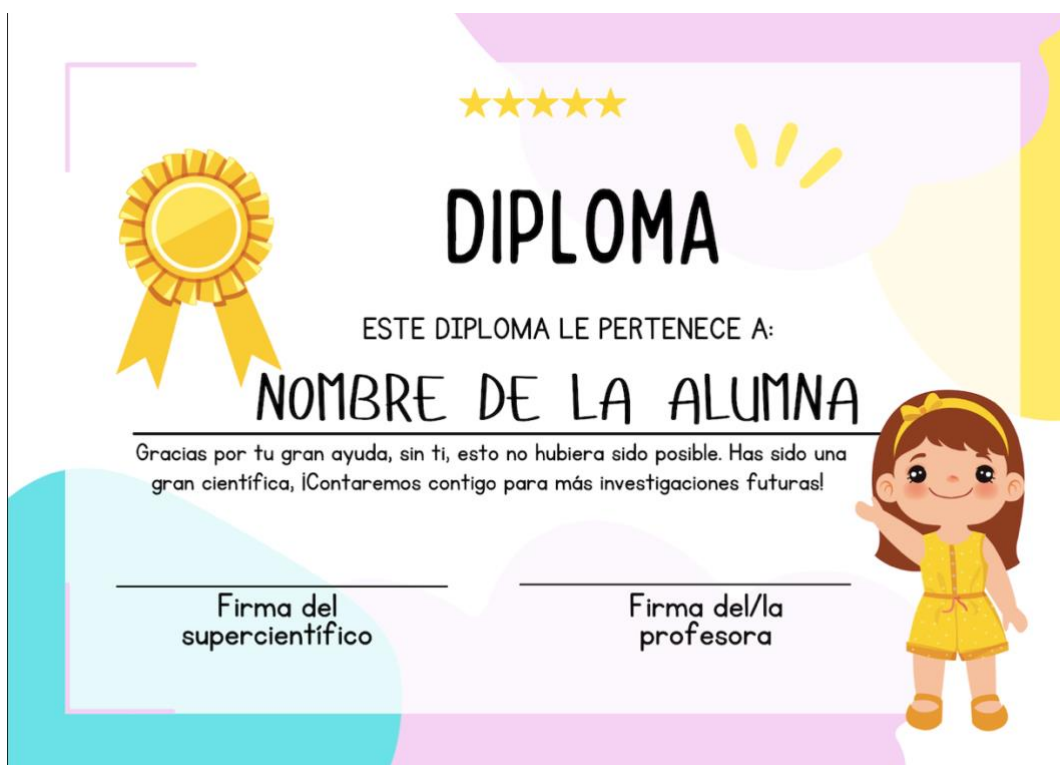 DIPLOMA
ESTE DIPLOMA LE PERTENECE A:
NOMBRE DE LA ALUMNA
Gracias por tu gran ayuda, sin ti, esto no hubiera sido posible. Has sido una
gran científica, ¡Contaremos contigo para más investigaciones futuras!
Firma del
supercientífico
Firma del/la
profesora